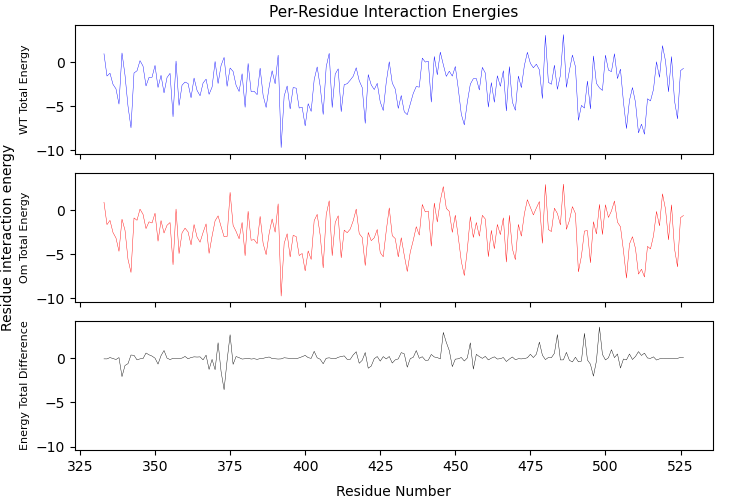 Per-Residue Interaction Energies
Residue interaction energy
WT Total Energy
0
−5
−10
Om Total Energy
0
−5
−10
Energy Total Difference
0
−5
−10
325 350 375 400 425 450 475 500 525
Residue Number